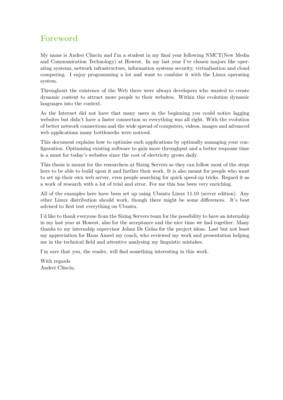 Foreword
My name is Andrei Cîinciu and I'm a student in my final year following NMCT(New Media
and Communication Technology) at Howest. In my last year I've chosen majors like oper-
ating systems, network infrastructure, information systems security, virtualisation and cloud
computing. I enjoy programming a lot and want to combine it with the Linux operating
system.
Throughout the existence of the Web there were always developers who wanted to create
dynamic content to attract more people to their websites. Within this evolution dynamic
languages into the context.
As the Internet did not have that many users in the beginning you could notice lagging
websites but didn't have a faster connection so everything was all right. With the evolution
of better network connections and the wide spread of computers, videos, images and advanced
web applications many bottlenecks were noticed.
This document explains how to optimize such applications by optimally managing your con-
figuration. Optimizing existing software to gain more throughput and a better response time
is a must for today's websites since the cost of electricity grows daily.
This thesis is meant for the researchers at Sizing Servers so they can follow most of the steps
here to be able to build upon it and further their work. It is also meant for people who want
to set up their own web server, even people searching for quick speed-up tricks. Regard it as
a work of research with a lot of trial and error. For me this has been very enriching.
All of the examples here have been set up using Ubuntu Linux 11.10 (server edition). Any
other Linux distribution should work, though there might be some differences. It's best
advised to first test everything on Ubuntu.
I'd like to thank everyone from the Sizing Servers team for the possibility to have an internship
in my last year at Howest, also for the acceptance and the nice time we had together. Many
thanks to my internship supervisor Johan De Gelas for the project ideas. Last but not least
my appreciation for Hans Ameel my coach, who reviewed my work and presentation helping
me in the technical field and attentive analysing my linguistic mistakes.
I'm sure that you, the reader, will find something interesting in this work.
With regards
Andrei Cîinciu.